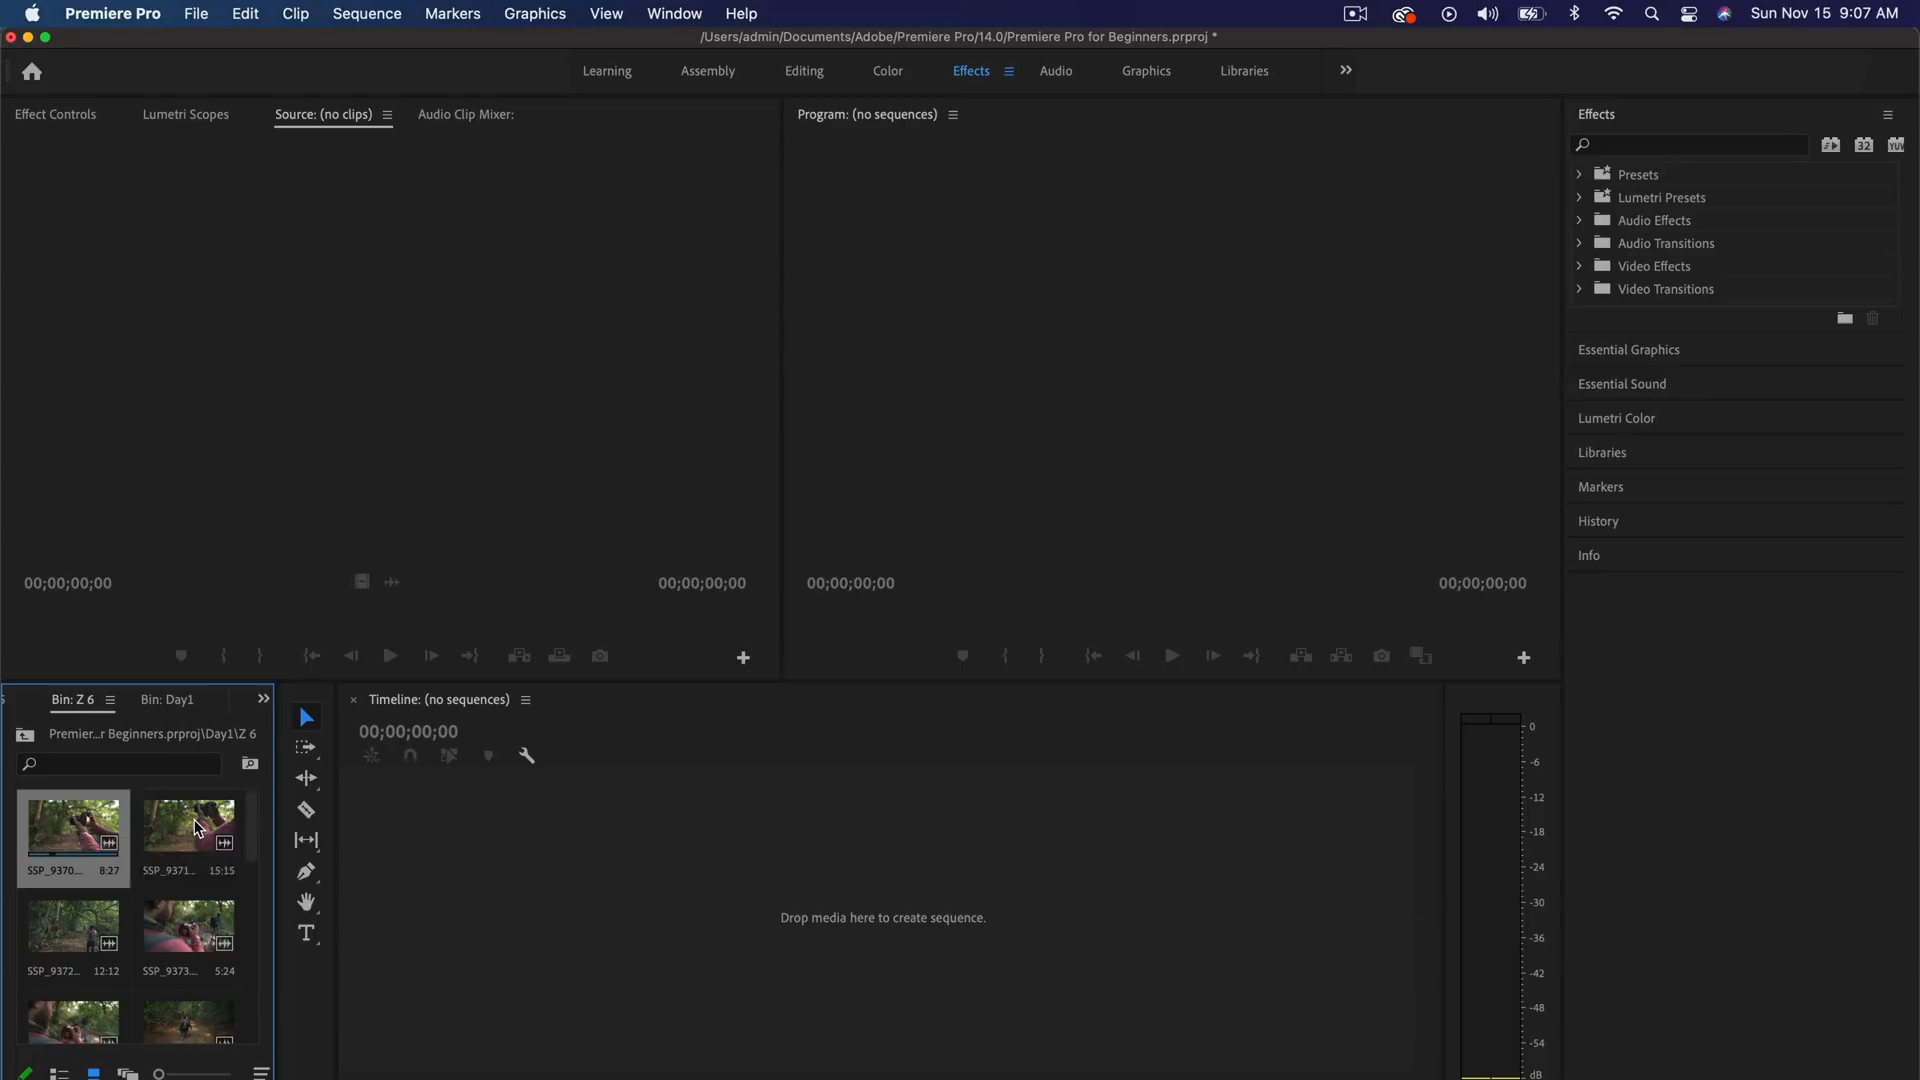 Premiere Pro File Edit Clip Sequence Markers Graphics View Window Help Sun Nov 15 9:07 AM
/Users/admin/Documents/Adobe/Premiere Pro/14.0/Premiere Pro for Beginners.prproj *
Learning Assembly Editing Color Effects Audio Graphics Libraries
Effect Controls Lumetri Scopes Source: (no clips) Audio Clip Mixer:
Program: (no sequences)
Effects
32 YUV
Presets
Lumetri Presets
Audio Effects
Audio Transitions
Video Effects
Video Transitions
Essential Graphics
Essential Sound
Lumetri Color
Libraries
Markers
History
Info
00;00;00;00 00;00;00;00
00;00;00;00 00;00;00;00
Bin: Z 6 Bin: Day1
Premier...r Beginners.prproj\Day1\Z 6
SSP_9370... 8:27
SSP_9371... 15:15
SSP_9372... 12:12
SSP_9373... 5:24
Timeline: (no sequences)
00;00;00;00
Drop media here to create sequence.
0
-6
-12
-18
-24
-30
-36
-42
-48
-54
dB